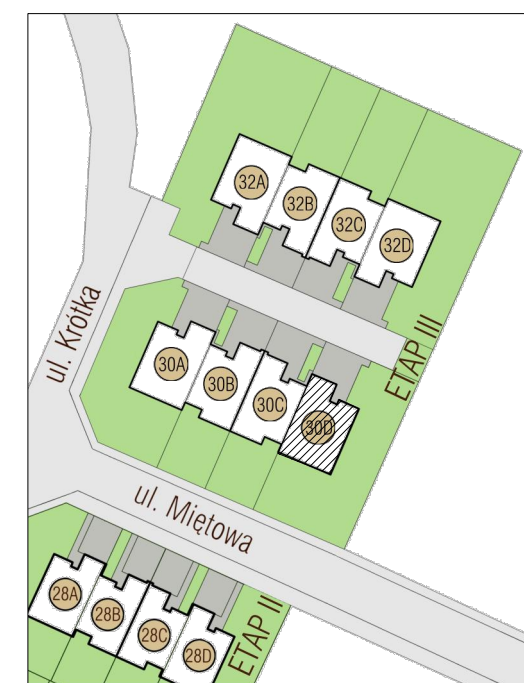 32A
32B
32C
32D
ul. Krótka
ETAP III
30A
30B
30C
30D
ul. Miętowa
28A
28B
28C
28D
ETAP II